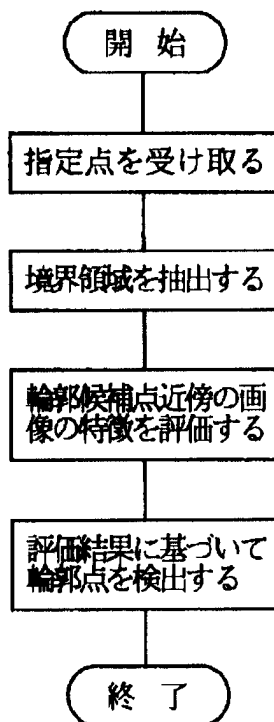 開 始
指定点を受け取る
境界領域を抽出する
輪郭候補点近傍の画
像の特徴を評価する
評価結果に基づいて
輪郭点を検出する
終 了